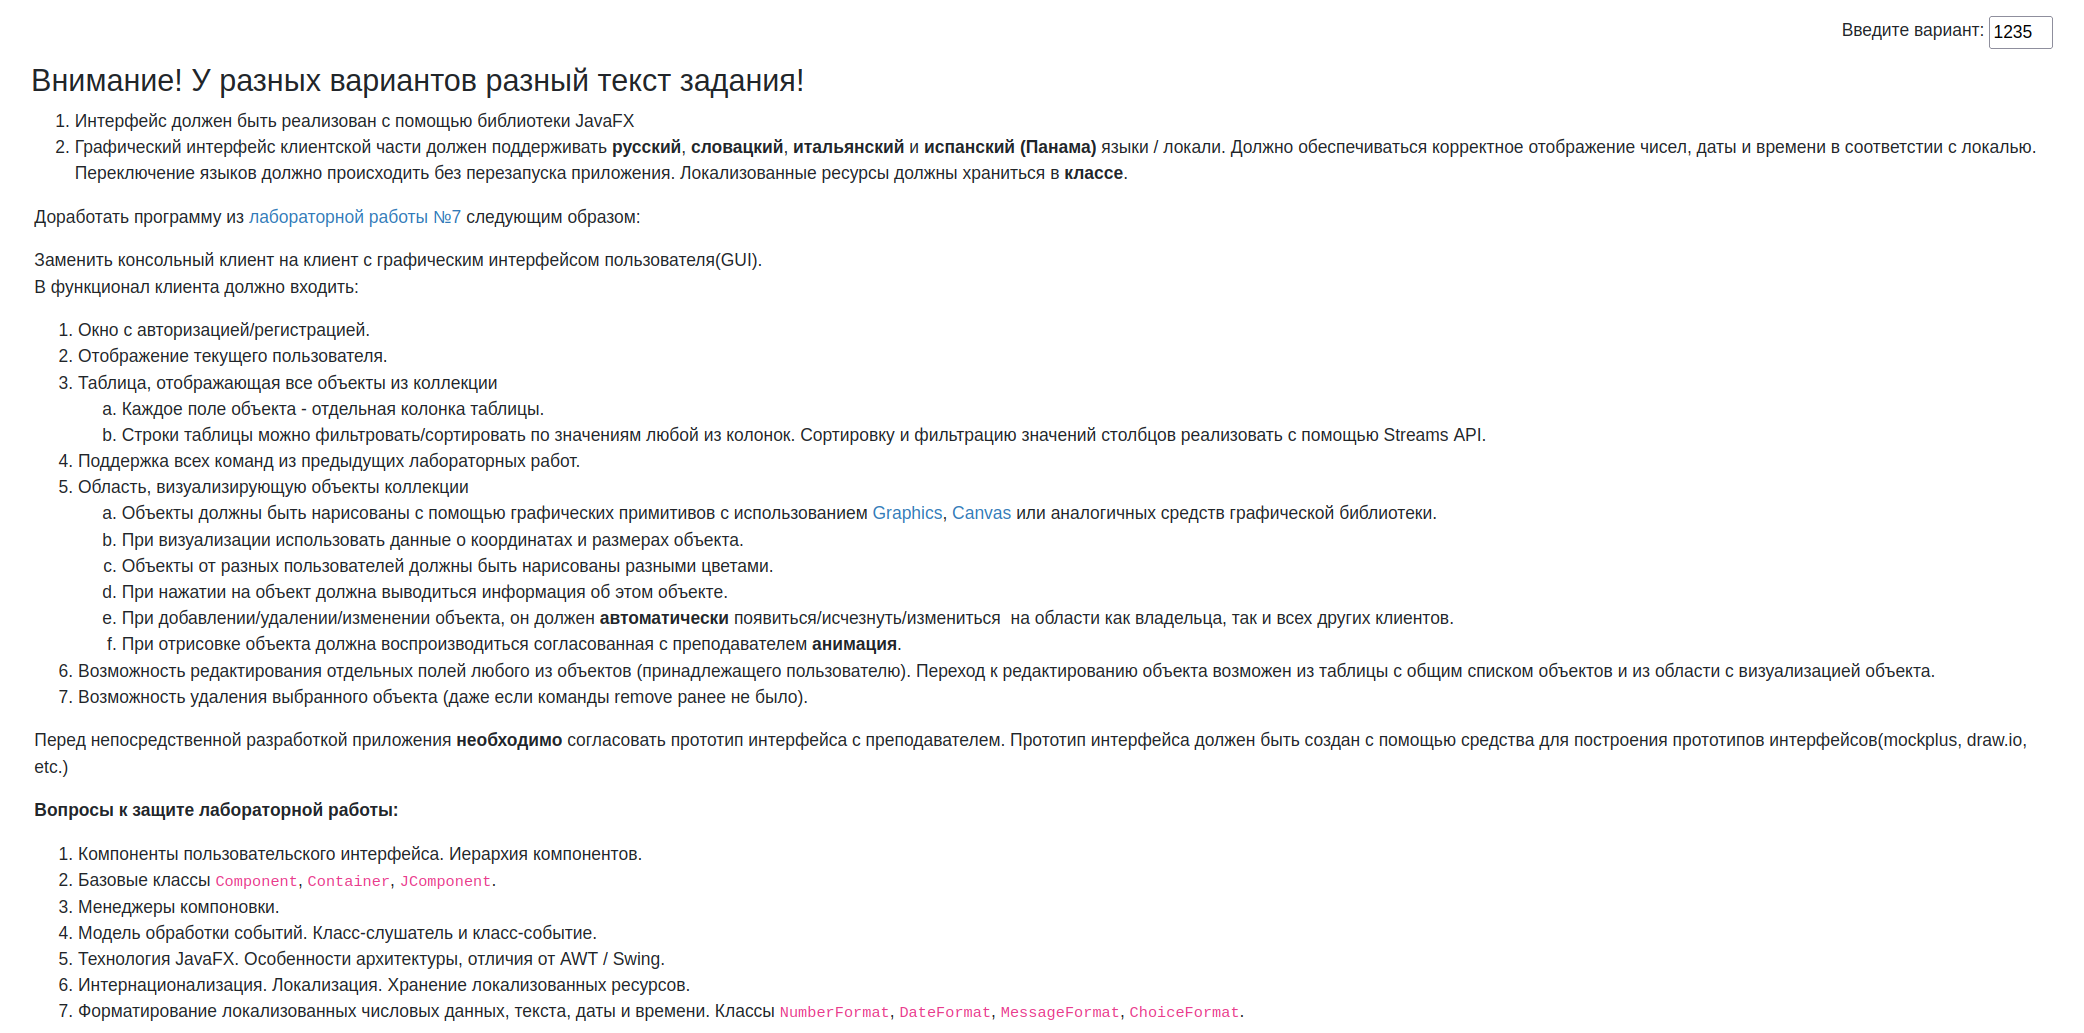 Введите вариант: 1235
Внимание! У разных вариантов разный текст задания!
1. Интерфейс должен быть реализован с помощью библиотеки JavaFX
2. Графический интерфейс клиентской части должен поддерживать русский, словацкий, итальянский и испанский (Панама) языки / локали. Должно обеспечиваться корректное отображение чисел, даты и времени в соответстии с локалью.
Переключение языков должно происходить без перезапуска приложения. Локализованные ресурсы должны храниться в классе.
Доработать программу из лабораторной работы №7 следующим образом:
Заменить консольный клиент на клиент с графическим интерфейсом пользователя(GUI).
В функционал клиента должно входить:
1. Окно с авторизацией/регистрацией.
2. Отображение текущего пользователя.
3. Таблица, отображающая все объекты из коллекции
a. Каждое поле объекта - отдельная колонка таблицы.
b. Строки таблицы можно фильтровать/сортировать по значениям любой из колонок. Сортировку и фильтрацию значений столбцов реализовать с помощью Streams API.
4. Поддержка всех команд из предыдущих лабораторных работ.
5. Область, визуализирующую объекты коллекции
a. Объекты должны быть нарисованы с помощью графических примитивов с использованием Graphics, Canvas или аналогичных средств графической библиотеки.
b. При визуализации использовать данные о координатах и размерах объекта.
c. Объекты от разных пользователей должны быть нарисованы разными цветами.
d. При нажатии на объект должна выводиться информация об этом объекте.
e. При добавлении/удалении/изменении объекта, он должен автоматически появиться/исчезнуть/измениться  на области как владельца, так и всех других клиентов.
f. При отрисовке объекта должна воспроизводиться согласованная с преподавателем анимация.
6. Возможность редактирования отдельных полей любого из объектов (принадлежащего пользователю). Переход к редактированию объекта возможен из таблицы с общим списком объектов и из области с визуализацией объекта.
7. Возможность удаления выбранного объекта (даже если команды remove ранее не было).
Перед непосредственной разработкой приложения необходимо согласовать прототип интерфейса с преподавателем. Прототип интерфейса должен быть создан с помощью средства для построения прототипов интерфейсов(mockplus, draw.io,
etc.)
Вопросы к защите лабораторной работы:
1. Компоненты пользовательского интерфейса. Иерархия компонентов.
2. Базовые классы Component, Container, JComponent.
3. Менеджеры компоновки.
4. Модель обработки событий. Класс-слушатель и класс-событие.
5. Технология JavaFX. Особенности архитектуры, отличия от AWT / Swing.
6. Интернационализация. Локализация. Хранение локализованных ресурсов.
7. Форматирование локализованных числовых данных, текста, даты и времени. Классы NumberFormat, DateFormat, MessageFormat, ChoiceFormat.